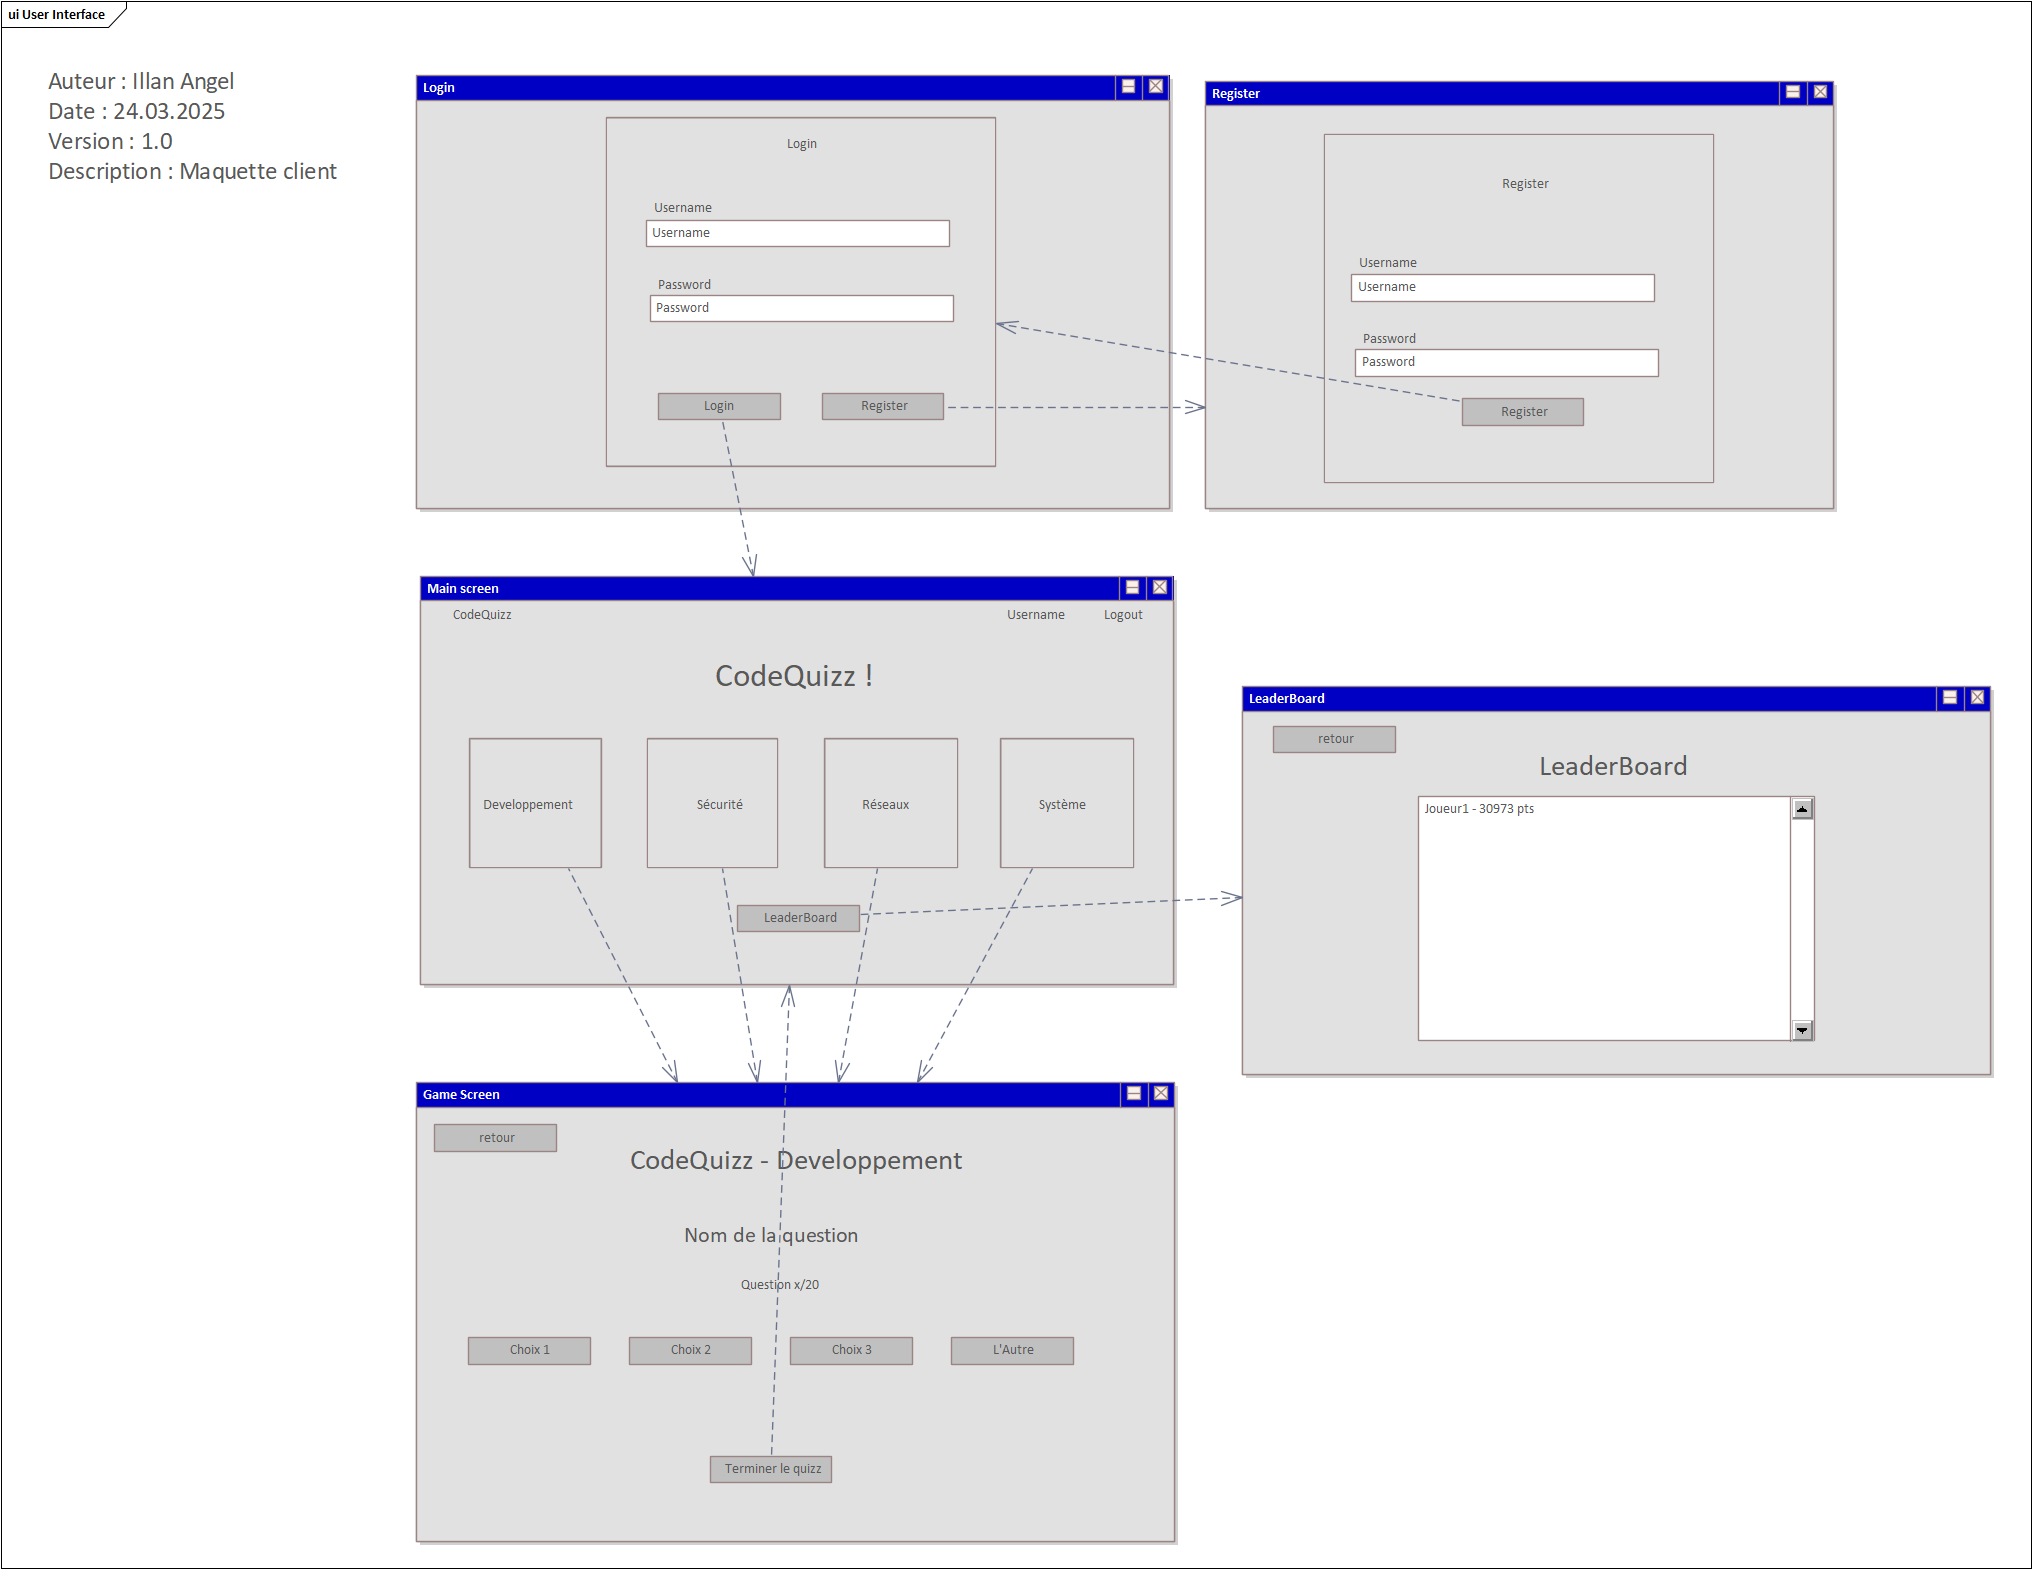 ui User Interface
Auteur : Illan Angel
Date : 24.03.2025
Version : 1.0
Description : Maquette client
Login
Login
Username
Username
Password
Password
Login
Register
Register
Register
Username
Username
Password
Password
Register
Main screen
CodeQuizz
Username
Logout
CodeQuizz !
Developpement
Sécurité
Réseaux
Système
LeaderBoard
LeaderBoard
retour
LeaderBoard
Joueur1 - 30973 pts
Game Screen
retour
CodeQuizz - Developpement
Nom de la question
Question x/20
Choix 1
Choix 2
Choix 3
L'Autre
Terminer le quizz